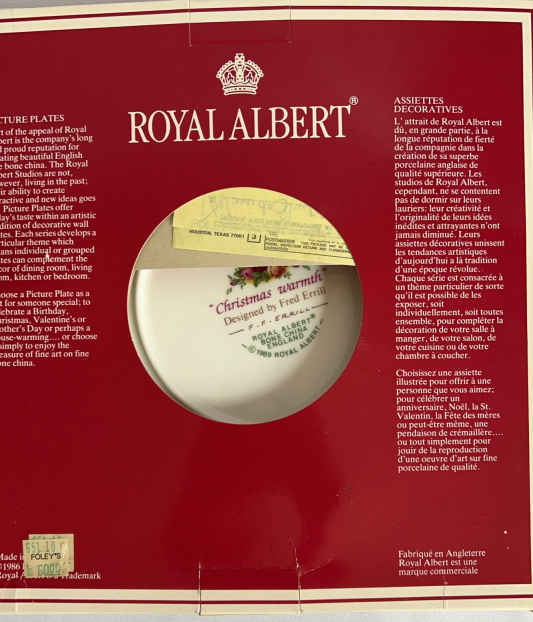 ROYAL ALBERT®
CTURE PLATES
rt of the appeal of Royal
bert is the company's long
d proud reputation for
ating beautiful English
e bone china. The Royal
bert Studios are not,
wever, living in the past;
ir ability to create
ractive and new ideas goes
Picture Plates offer
ay's taste within an artistic
dition of decorative wall
tes. Each series develops a
rticular theme which
ans individual or grouped
tes can complement the
cor of dining room, living
m, kitchen or bedroom.
oose a Picture Plate as a
t for someone special; to
lebrate a Birthday,
ristmas, Valentine's or
other's Day or perhaps a
use-warming.... or choose
simply to enjoy the
easure of fine art on fine
ne china.
HOUSTON, TEXAS 77001
3
"Christmas warmth"
Designed by Fred Errill
F.F. ERRILL
ROYAL ALBERT®
BONE CHINA
ENGLAND
©1989 ROYAL ALBERT
FOLEY'S
Made in
©1986
Royal A Trademark
ASSIETTES
DECORATIVES
L' attrait de Royal Albert est
dû, en grande partie, à la
longue réputation de fierté
de la compagnie dans la
création de sa superbe
porcelaine anglaise de
qualité supérieure. Les
studios de Royal Albert,
cependant, ne se contentent
pas de dormir sur leurs
lauriers: leur créativité et
l'originalité de leurs idées
inédites et attrayantes n'ont
jamais diminué. Leurs
assiettes décoratives unissent
les tendances artistiques
d'aujourd'hui a la tradition
d'une époque révolue.
Chaque série est consacrée à
un thème particulier de sorte
qu'il est possible de les
exposer, soit
individuellement, soit toutes
ensemble, pour compléter la
décoration de votre salle à
manger, de votre salon, de
votre cuisine ou de votre
chambre à coucher.
Choisissez une assiette
illustrée pour offrir à une
personne que vous aimez;
pour célébrer un
anniversaire, Noël, la St.
Valentin, la Fête des mères
ou peut-être même, une
pendaison de crémaillère....
ou tout simplement pour
jouir de la reproduction
d'une oeuvre d'art sur fine
porcelaine de qualité.
Fabriqué en Angleterre
Royal Albert est une
marque commerciale